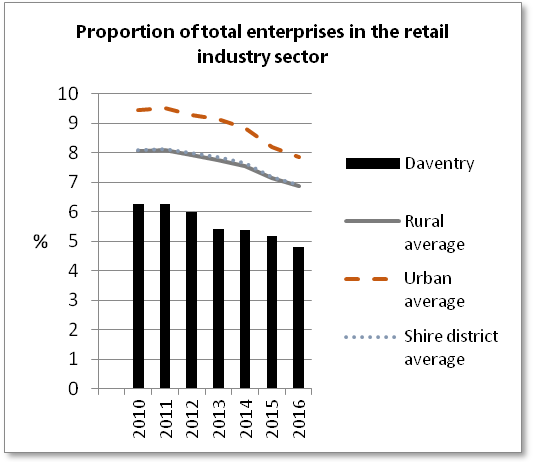 Proportion of total enterprises in the retail
industry sector
10
9
8
7
6
5
4
3
2
1
0
%
2010
2011
2012
2013
2014
2015
2016
Daventry
Rural
average
Urban
average
Shire district
average